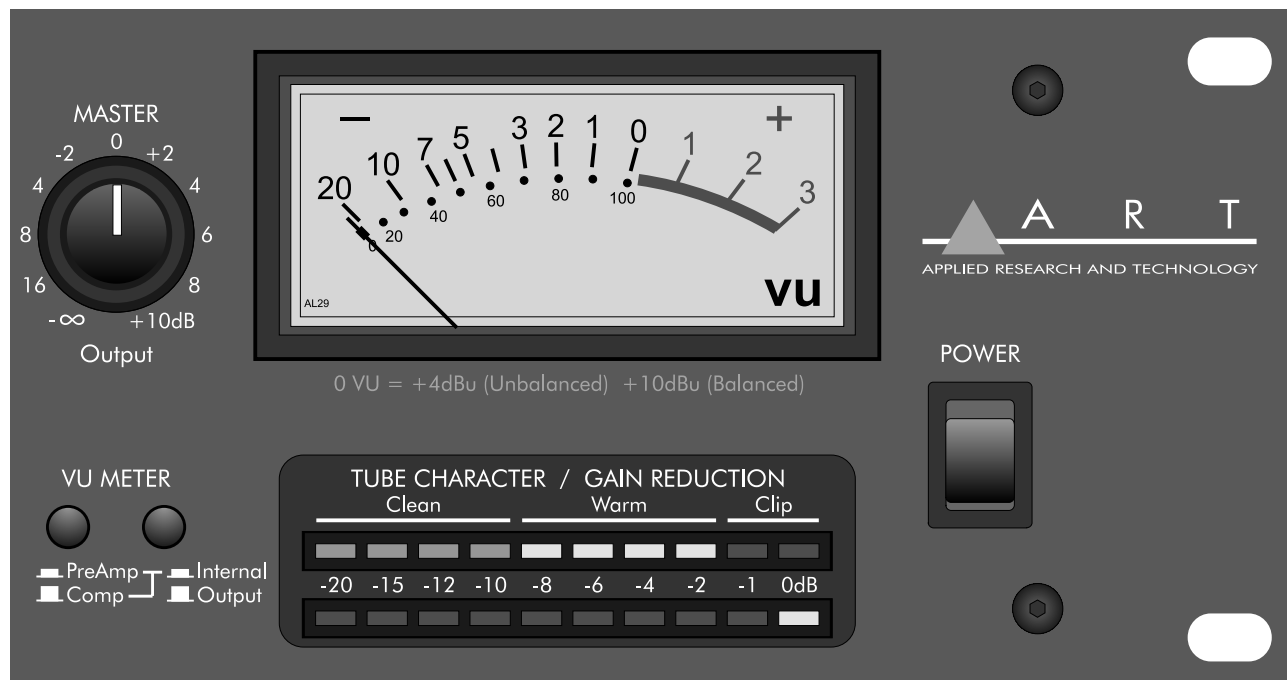 MASTER
0
-2 +2
4 4
8 6
16 8
-∞ +10dB
Output
− +
20 10 7 5 3 2 1 0 1 2 3
0 20 40 60 80 100
AL29
vu
0 VU = +4dBu (Unbalanced) +10dBu (Balanced)
A R T
APPLIED RESEARCH AND TECHNOLOGY
POWER
VU METER
PreAmp Internal
Comp Output
TUBE CHARACTER / GAIN REDUCTION
Clean Warm Clip
-20 -15 -12 -10 -8 -6 -4 -2 -1 0dB